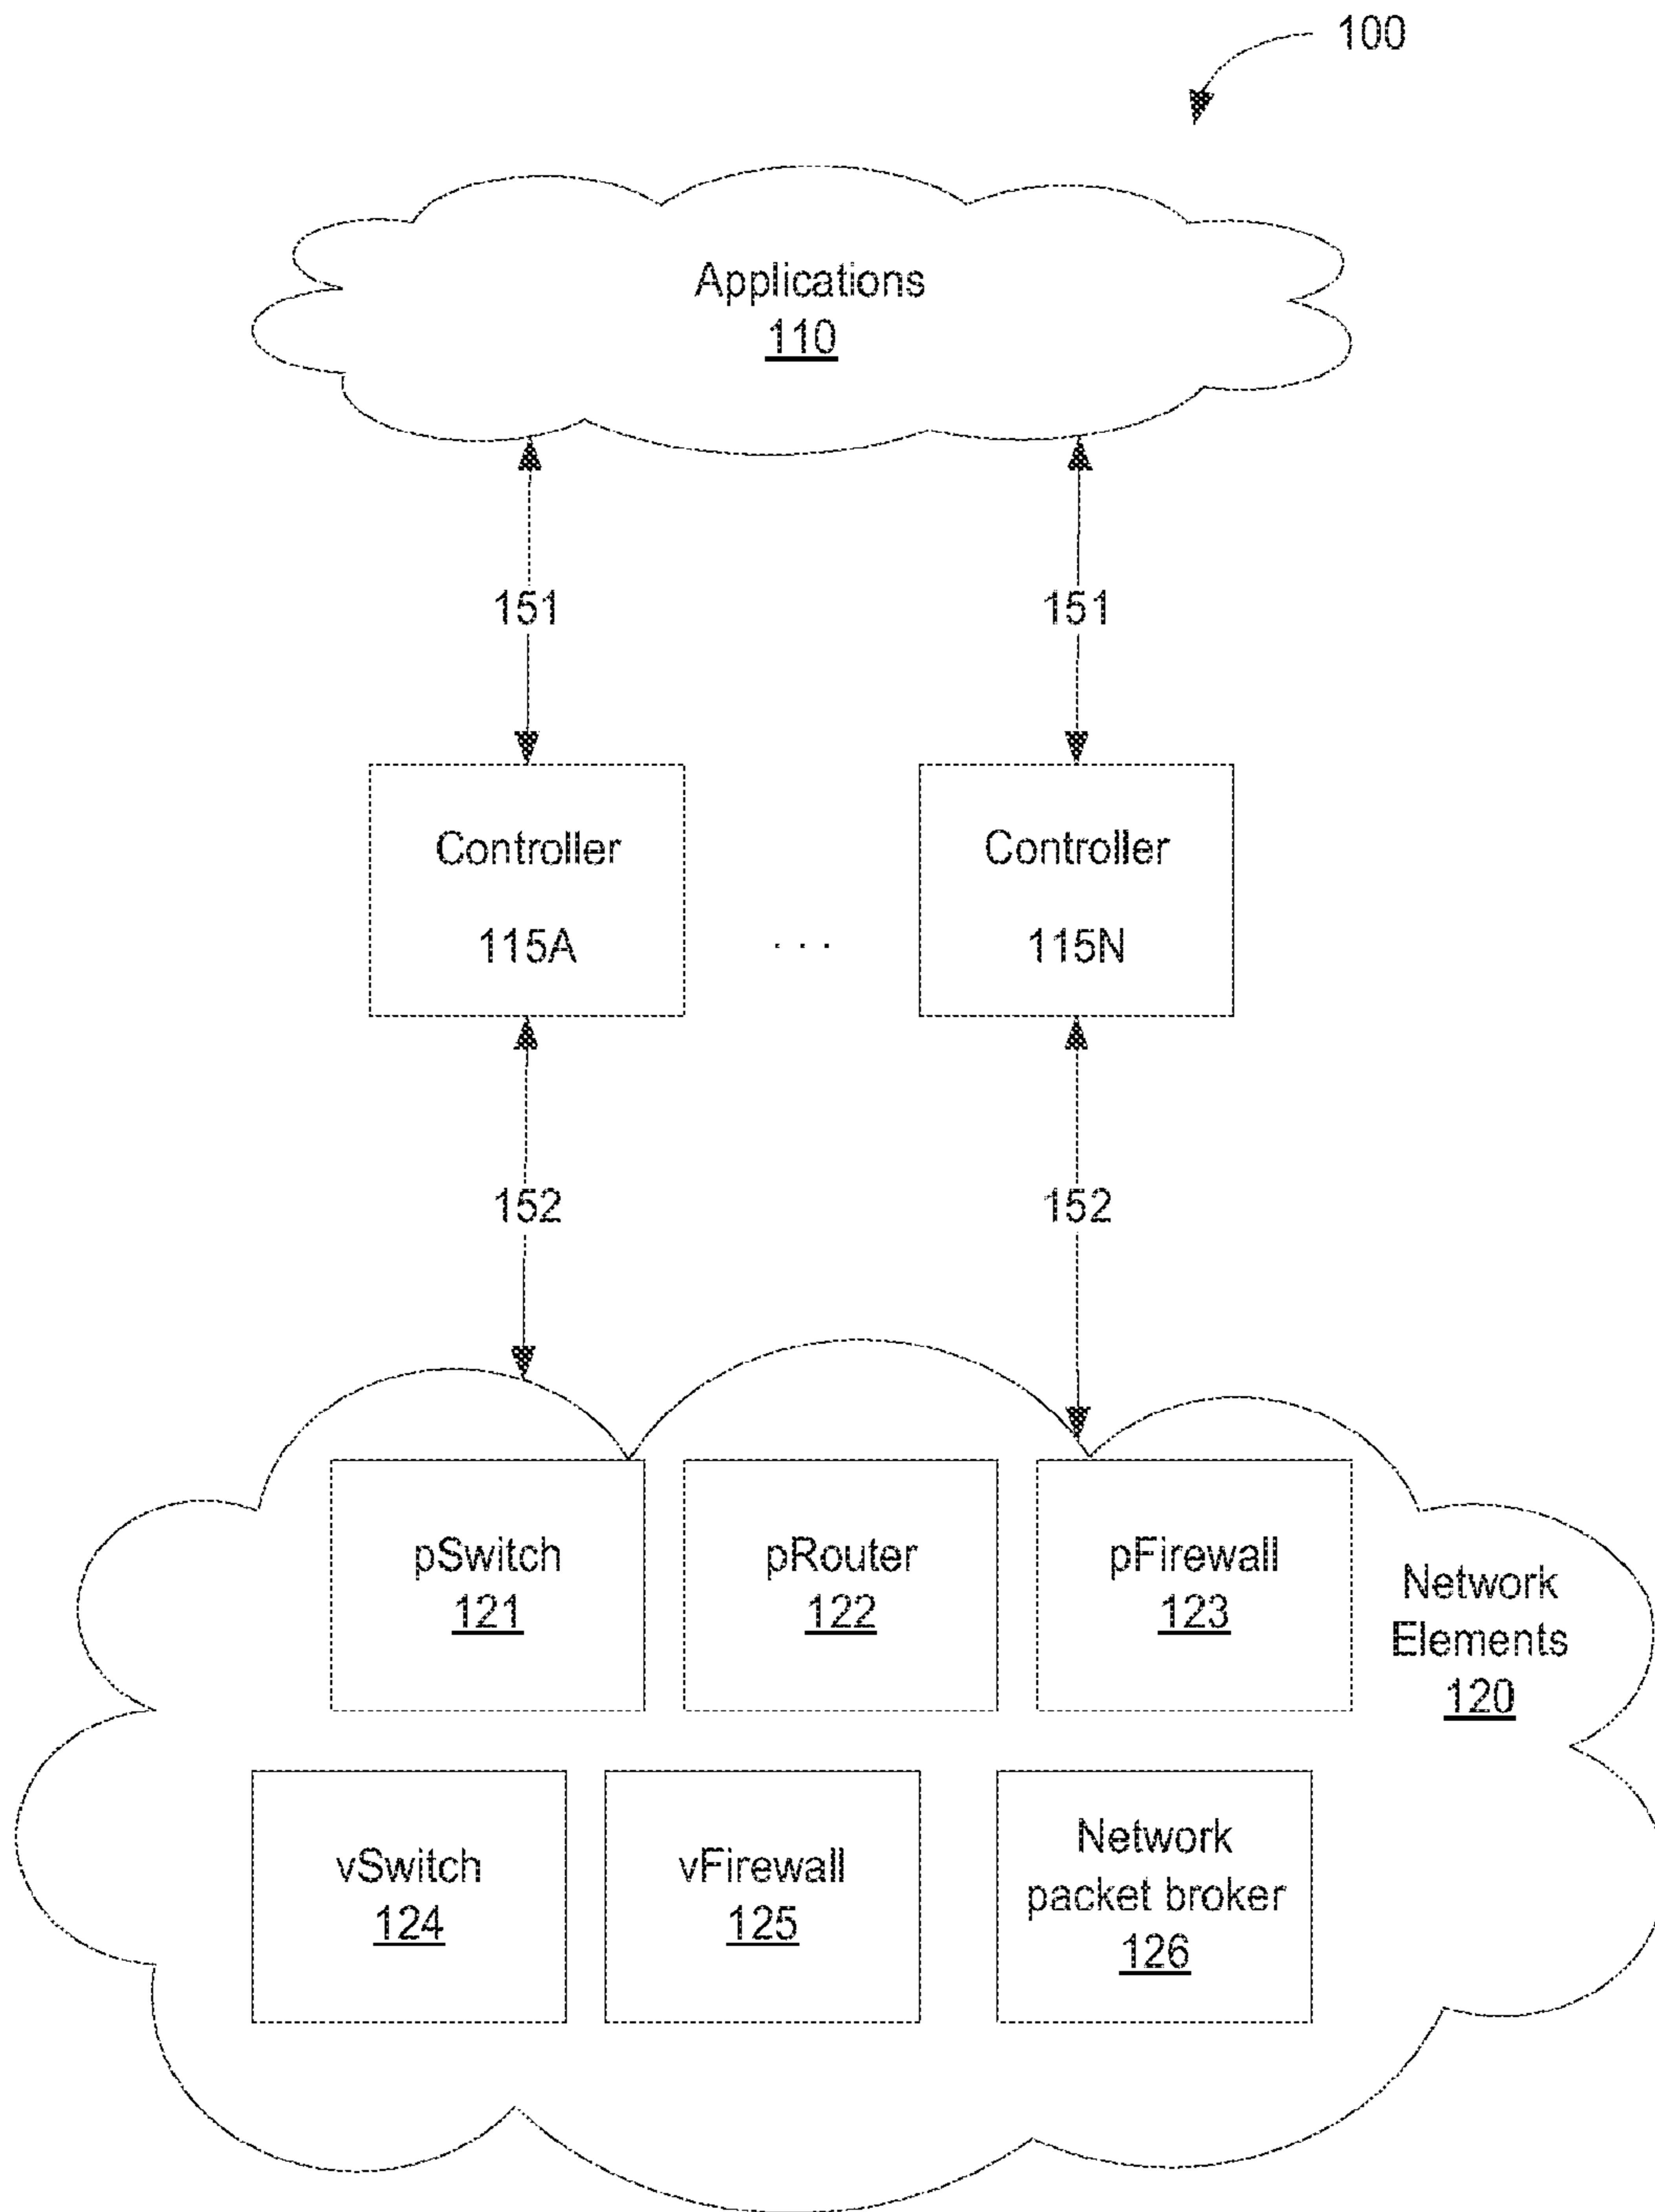 100
Applications
110
151
151
Controller
115A
. . .
Controller
115N
152
152
pSwitch
121
pRouter
122
pFirewall
123
Network
Elements
120
vSwitch
124
vFirewall
125
Network
packet broker
126